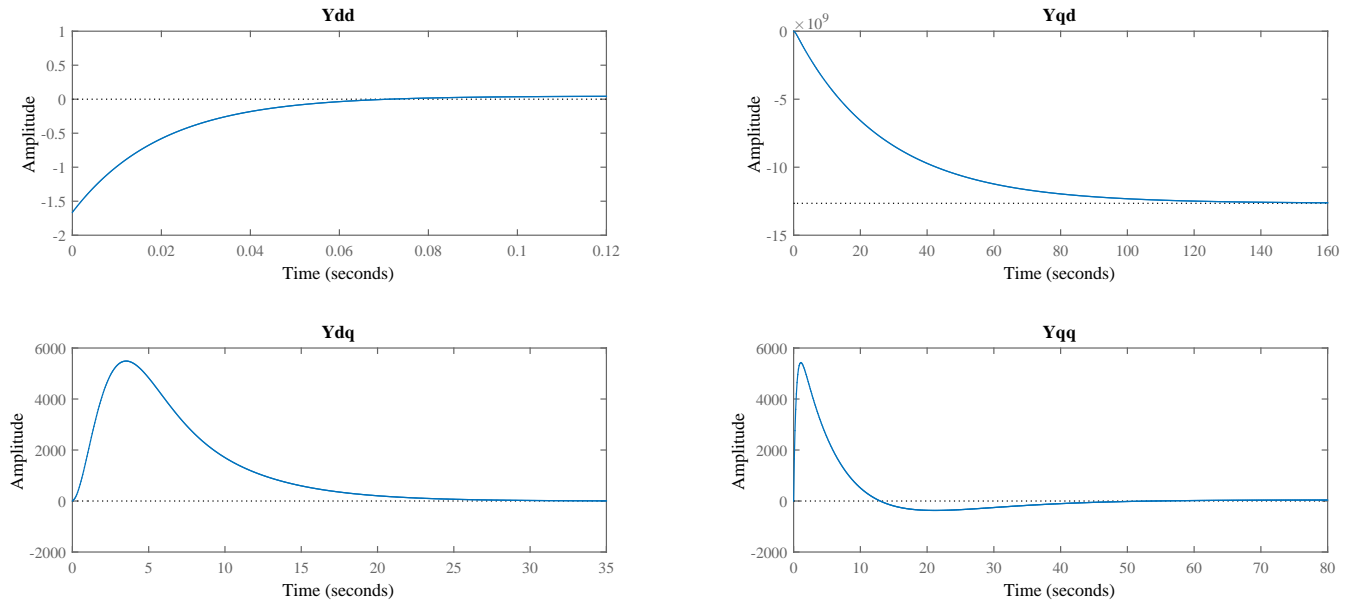 Ydd
Amplitude
1
0.5
0
-0.5
-1
-1.5
-2
0 0.02 0.04 0.06 0.08 0.1 0.12
Time (seconds)
Yqd
×10⁹
Amplitude
0
-5
-10
-15
0 20 40 60 80 100 120 140 160
Time (seconds)
Ydq
Amplitude
6000
4000
2000
0
-2000
0 5 10 15 20 25 30 35
Time (seconds)
Yqq
Amplitude
6000
4000
2000
0
-2000
0 10 20 30 40 50 60 70 80
Time (seconds)